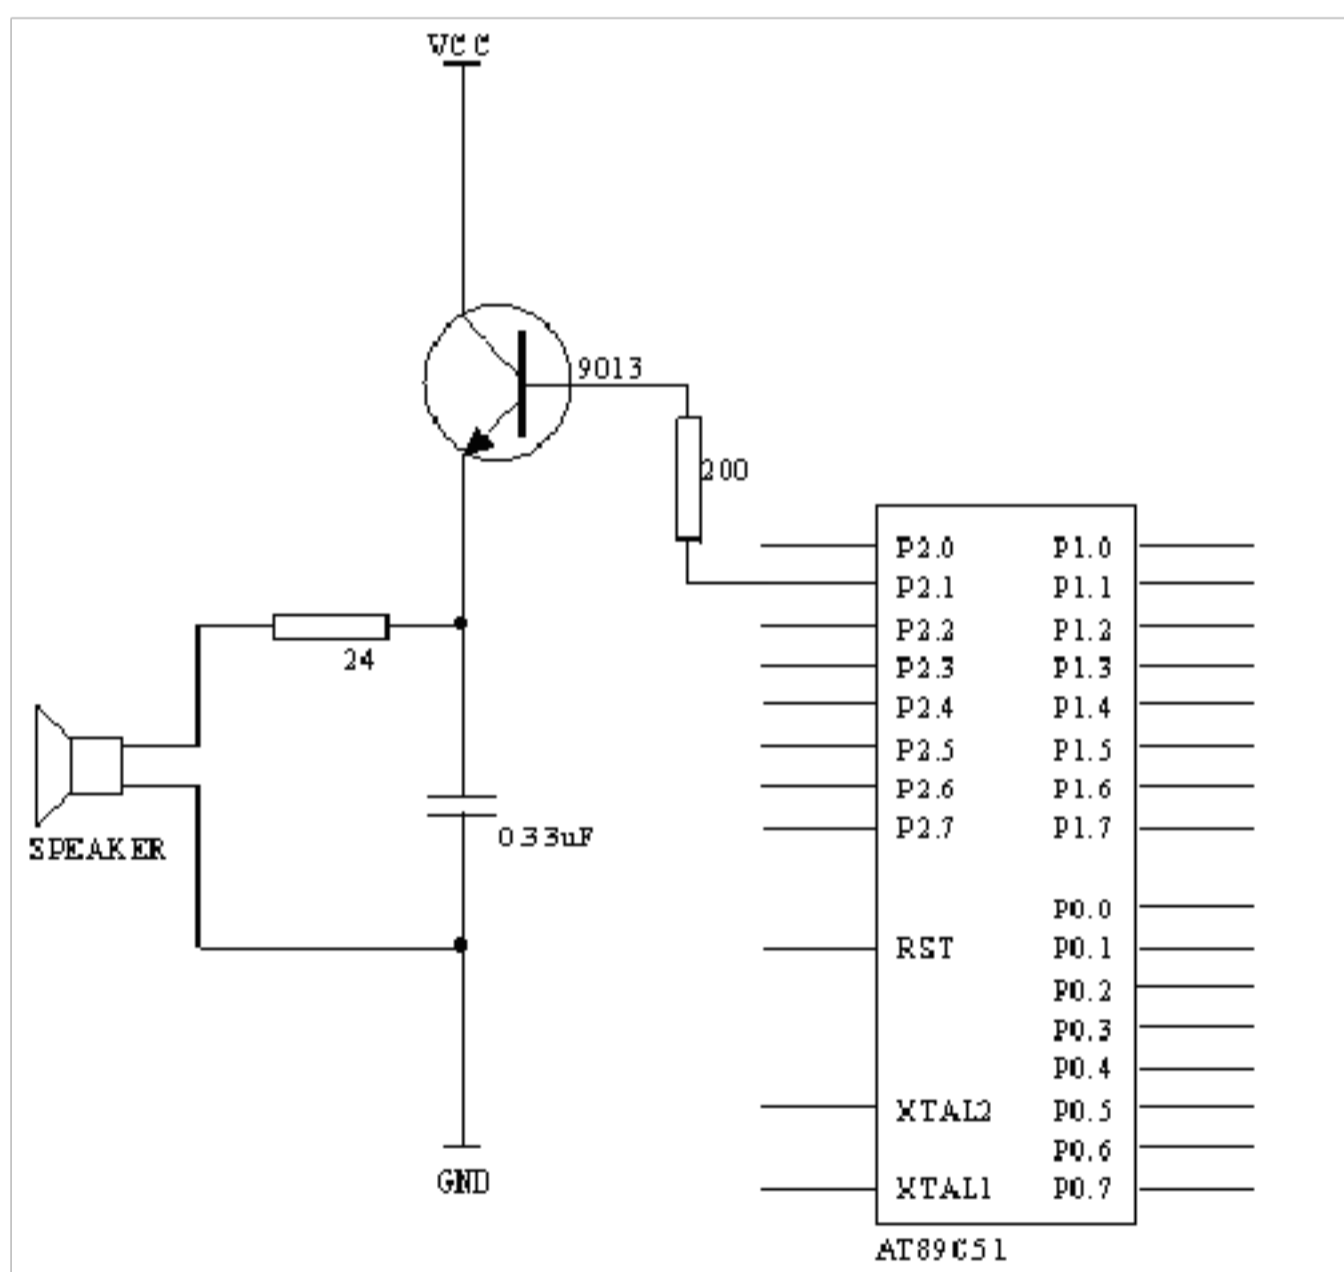 VCC
9013
200
P2.0 P1.0
P2.1 P1.1
P2.2 P1.2
24
P2.3 P1.3
P2.4 P1.4
P2.5 P1.5
P2.6 P1.6
P2.7 P1.7
0.33uF
SPEAKER
P0.0
RST P0.1
P0.2
P0.3
P0.4
XTAL2 P0.5
P0.6
GND
XTAL1 P0.7
AT89C51